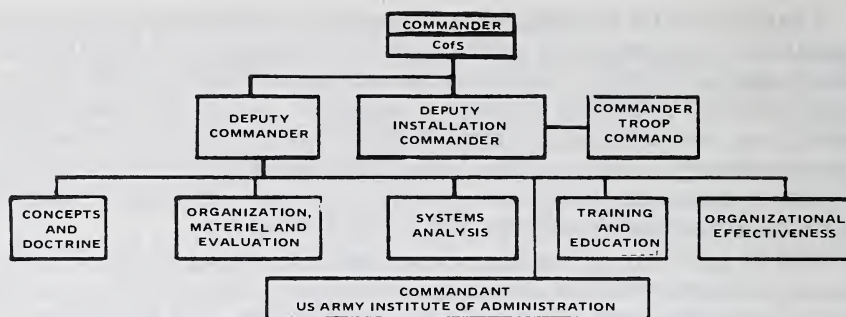 COMMANDER
CofS
DEPUTY
COMMANDER
DEPUTY
INSTALLATION
COMMANDER
COMMANDER
TROOP
COMMAND
CONCEPTS
AND
DOCTRINE
ORGANIZATION,
MATERIEL AND
EVALUATION
SYSTEMS
ANALYSIS
TRAINING
AND
EDUCATION
ORGANIZATIONAL
EFFECTIVENESS
COMMANDANT
US ARMY INSTITUTE OF ADMINISTRATION